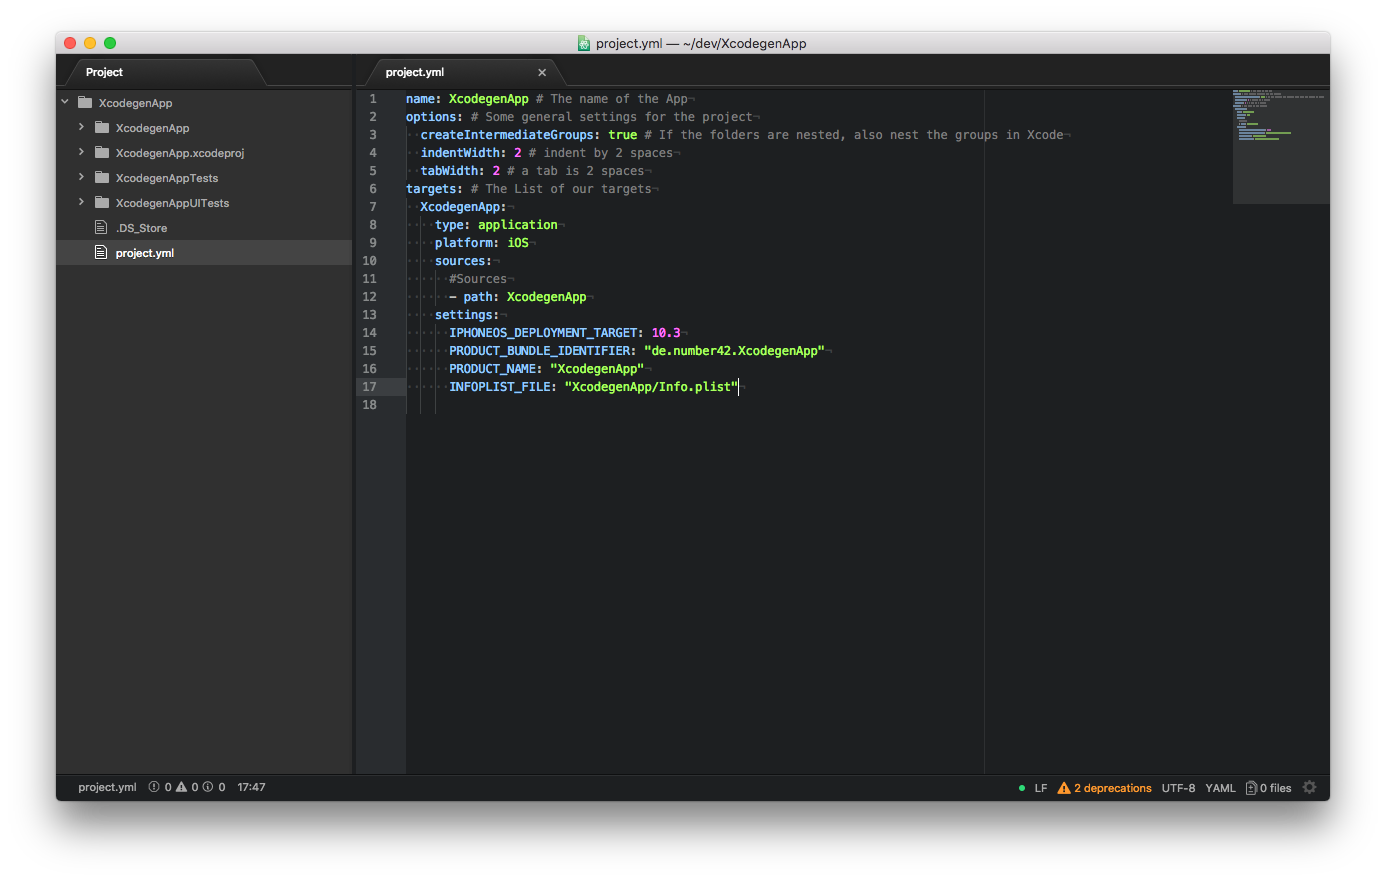 project.yml — ~/dev/XcodegenApp
Project
XcodegenApp
XcodegenApp
XcodegenApp.xcodeproj
XcodegenAppTests
XcodegenAppUITests
.DS_Store
project.yml
project.yml
1 name: XcodegenApp # The name of the App¬
2 options: # Some general settings for the project¬
3 ··createIntermediateGroups: true # If the folders are nested, also nest the groups in Xcode¬
4 ··indentWidth: 2 # indent by 2 spaces¬
5 ··tabWidth: 2 # a tab is 2 spaces¬
6 targets: # The List of our targets¬
7 ··XcodegenApp:¬
8 ····type: application¬
9 ····platform: iOS¬
10 ····sources:¬
11 ······#Sources¬
12 ······- path: XcodegenApp¬
13 ····settings:¬
14 ······IPHONEOS_DEPLOYMENT_TARGET: 10.3¬
15 ······PRODUCT_BUNDLE_IDENTIFIER: "de.number42.XcodegenApp"¬
16 ······PRODUCT_NAME: "XcodegenApp"¬
17 ······INFOPLIST_FILE: "XcodegenApp/Info.plist"¬
18
project.yml 0 0 0 17:47 LF 2 deprecations UTF-8 YAML 0 files